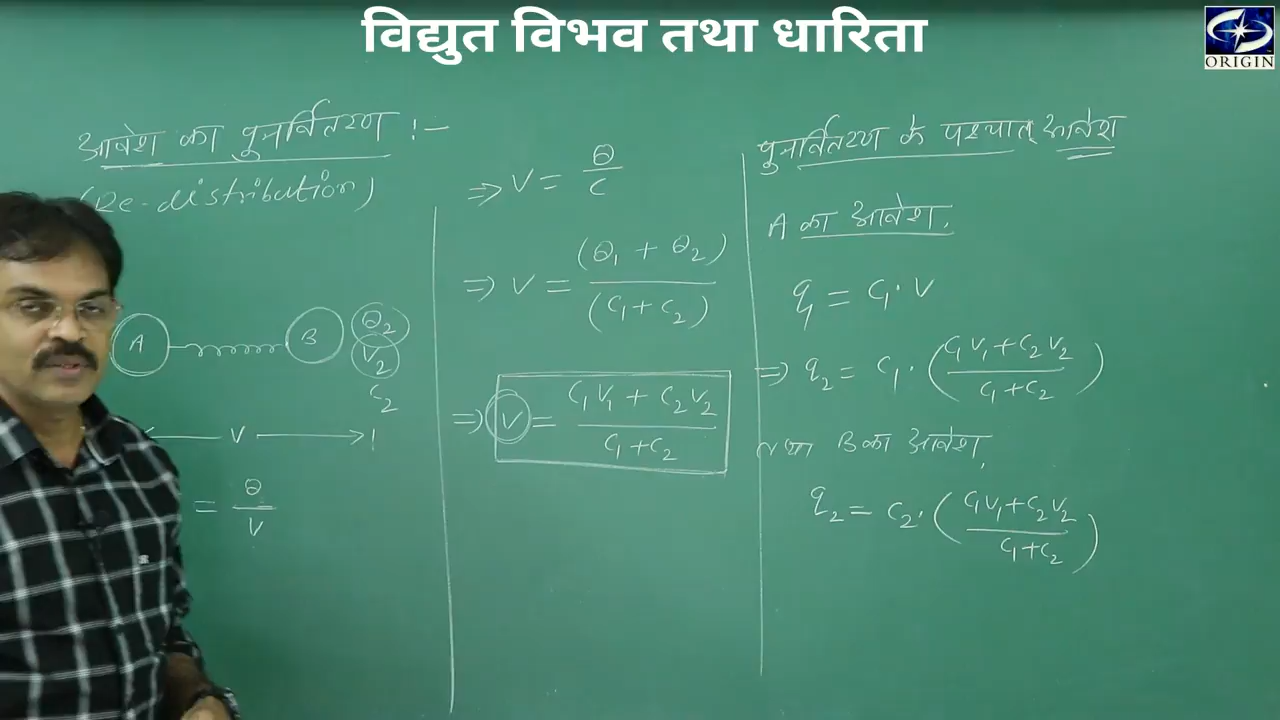 विद्युत विभव तथा धारिता
ORIGIN
आवेश का पुनर्वितरण :-
(Re-distribution)
A B Q₂
V₂
C₂
V
= Q/V
⇒ V = Q/C
⇒ V = (Q₁ + Q₂)/(C₁ + C₂)
⇒ V = (C₁V₁ + C₂V₂)/(C₁ + C₂)
पुनर्वितरण के पश्चात् आवेश
A का आवेश,
q₁ = C₁ · V
⇒ q₂ = C₁ · ((C₁V₁ + C₂V₂)/(C₁ + C₂))
तथा B का आवेश,
q₂ = C₂ · ((C₁V₁ + C₂V₂)/(C₁ + C₂))